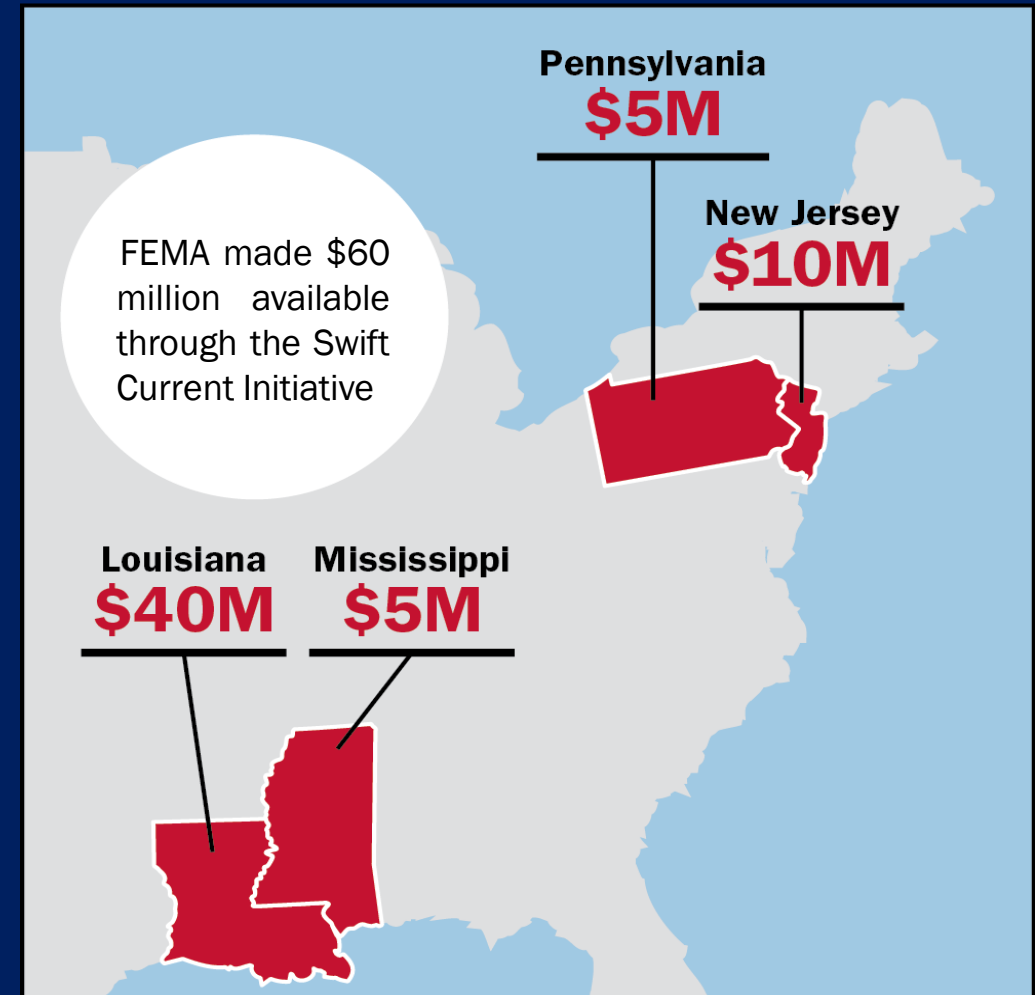 Pennsylvania
$5M
New Jersey
$10M
FEMA made $60
million available
through the Swift
Current Initiative
Louisiana
$40M
Mississippi
$5M